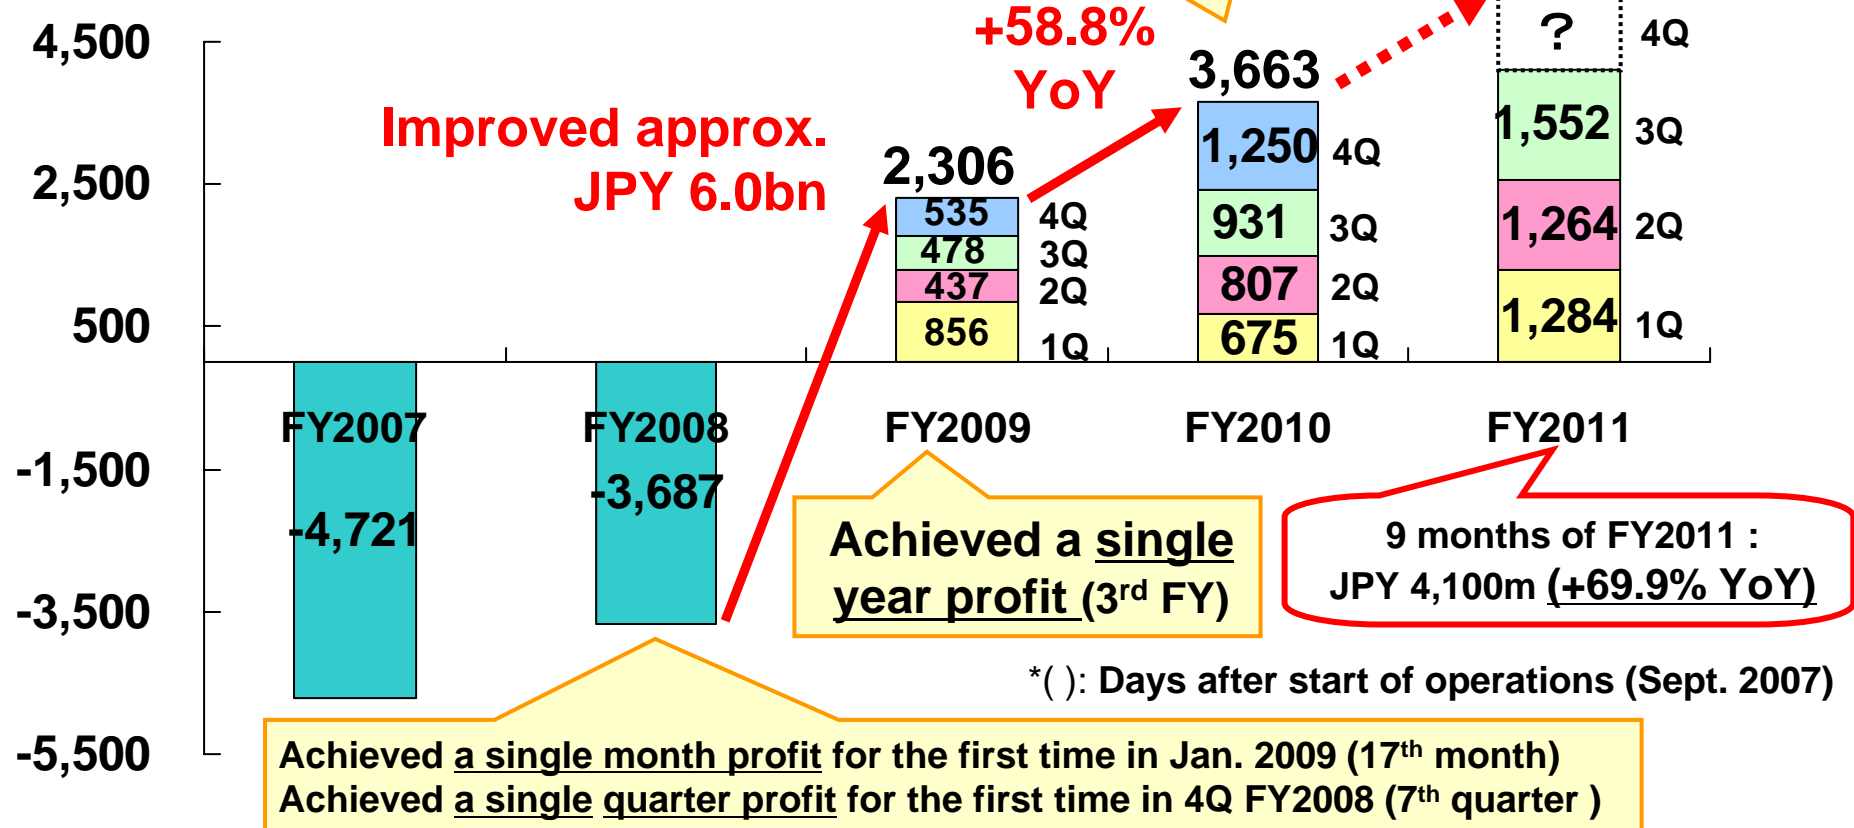 +58.8%
YoY
?
4Q
4,500
3,663
Improved approx.
JPY 6.0bn
1,250 4Q
1,552 3Q
2,306
2,500
535 4Q
931 3Q
1,264 2Q
478 3Q
437 2Q
807 2Q
500
856 1Q
675 1Q
1,284 1Q
FY2007 FY2008 FY2009 FY2010 FY2011
-1,500
-4,721
-3,687
Achieved a single
year profit (3rd FY)
9 months of FY2011 :
JPY 4,100m (+69.9% YoY)
-3,500
*( ): Days after start of operations (Sept. 2007)
-5,500
Achieved a single month profit for the first time in Jan. 2009 (17th month)
Achieved a single quarter profit for the first time in 4Q FY2008 (7th quarter )